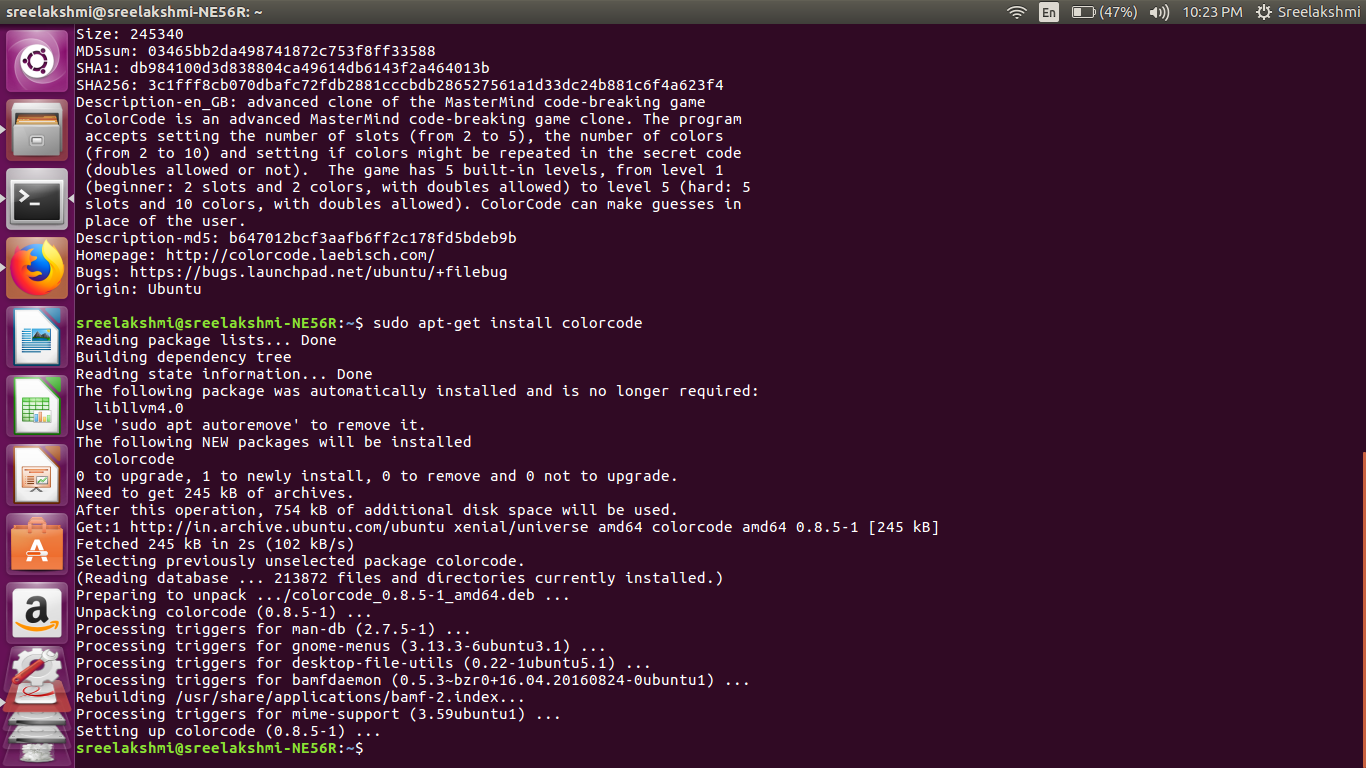 sreelakshmi@sreelakshmi-NE56R: ~
En (47%) 10:23 PM Sreelakshmi
Size: 245340
MD5sum: 03465bb2da498741872c753f8ff33588
SHA1: db984100d3d838804ca49614db6143f2a464013b
SHA256: 3c1fff8cb070dbafc72fdb2881cccbdb286527561a1d33dc24b881c6f4a623f4
Description-en_GB: advanced clone of the MasterMind code-breaking game
 ColorCode is an advanced MasterMind code-breaking game clone. The program
 accepts setting the number of slots (from 2 to 5), the number of colors
 (from 2 to 10) and setting if colors might be repeated in the secret code
 (doubles allowed or not).  The game has 5 built-in levels, from level 1
 (beginner: 2 slots and 2 colors, with doubles allowed) to level 5 (hard: 5
 slots and 10 colors, with doubles allowed). ColorCode can make guesses in
 place of the user.
Description-md5: b647012bcf3aafb6ff2c178fd5bdeb9b
Homepage: http://colorcode.laebisch.com/
Bugs: https://bugs.launchpad.net/ubuntu/+filebug
Origin: Ubuntu
sreelakshmi@sreelakshmi-NE56R:~$ sudo apt-get install colorcode
Reading package lists... Done
Building dependency tree
Reading state information... Done
The following package was automatically installed and is no longer required:
  libllvm4.0
Use 'sudo apt autoremove' to remove it.
The following NEW packages will be installed
  colorcode
0 to upgrade, 1 to newly install, 0 to remove and 0 not to upgrade.
Need to get 245 kB of archives.
After this operation, 754 kB of additional disk space will be used.
Get:1 http://in.archive.ubuntu.com/ubuntu xenial/universe amd64 colorcode amd64 0.8.5-1 [245 kB]
Fetched 245 kB in 2s (102 kB/s)
Selecting previously unselected package colorcode.
(Reading database ... 213872 files and directories currently installed.)
Preparing to unpack .../colorcode_0.8.5-1_amd64.deb ...
Unpacking colorcode (0.8.5-1) ...
Processing triggers for man-db (2.7.5-1) ...
Processing triggers for gnome-menus (3.13.3-6ubuntu3.1) ...
Processing triggers for desktop-file-utils (0.22-1ubuntu5.1) ...
Processing triggers for bamfdaemon (0.5.3~bzr0+16.04.20160824-0ubuntu1) ...
Rebuilding /usr/share/applications/bamf-2.index...
Processing triggers for mime-support (3.59ubuntu1) ...
Setting up colorcode (0.8.5-1) ...
sreelakshmi@sreelakshmi-NE56R:~$